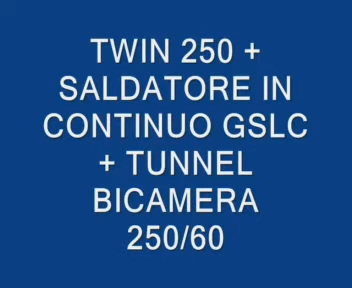 TWIN 250 +
SALDATORE IN
CONTINUO GSLC
+ TUNNEL
BICAMERA
250/60